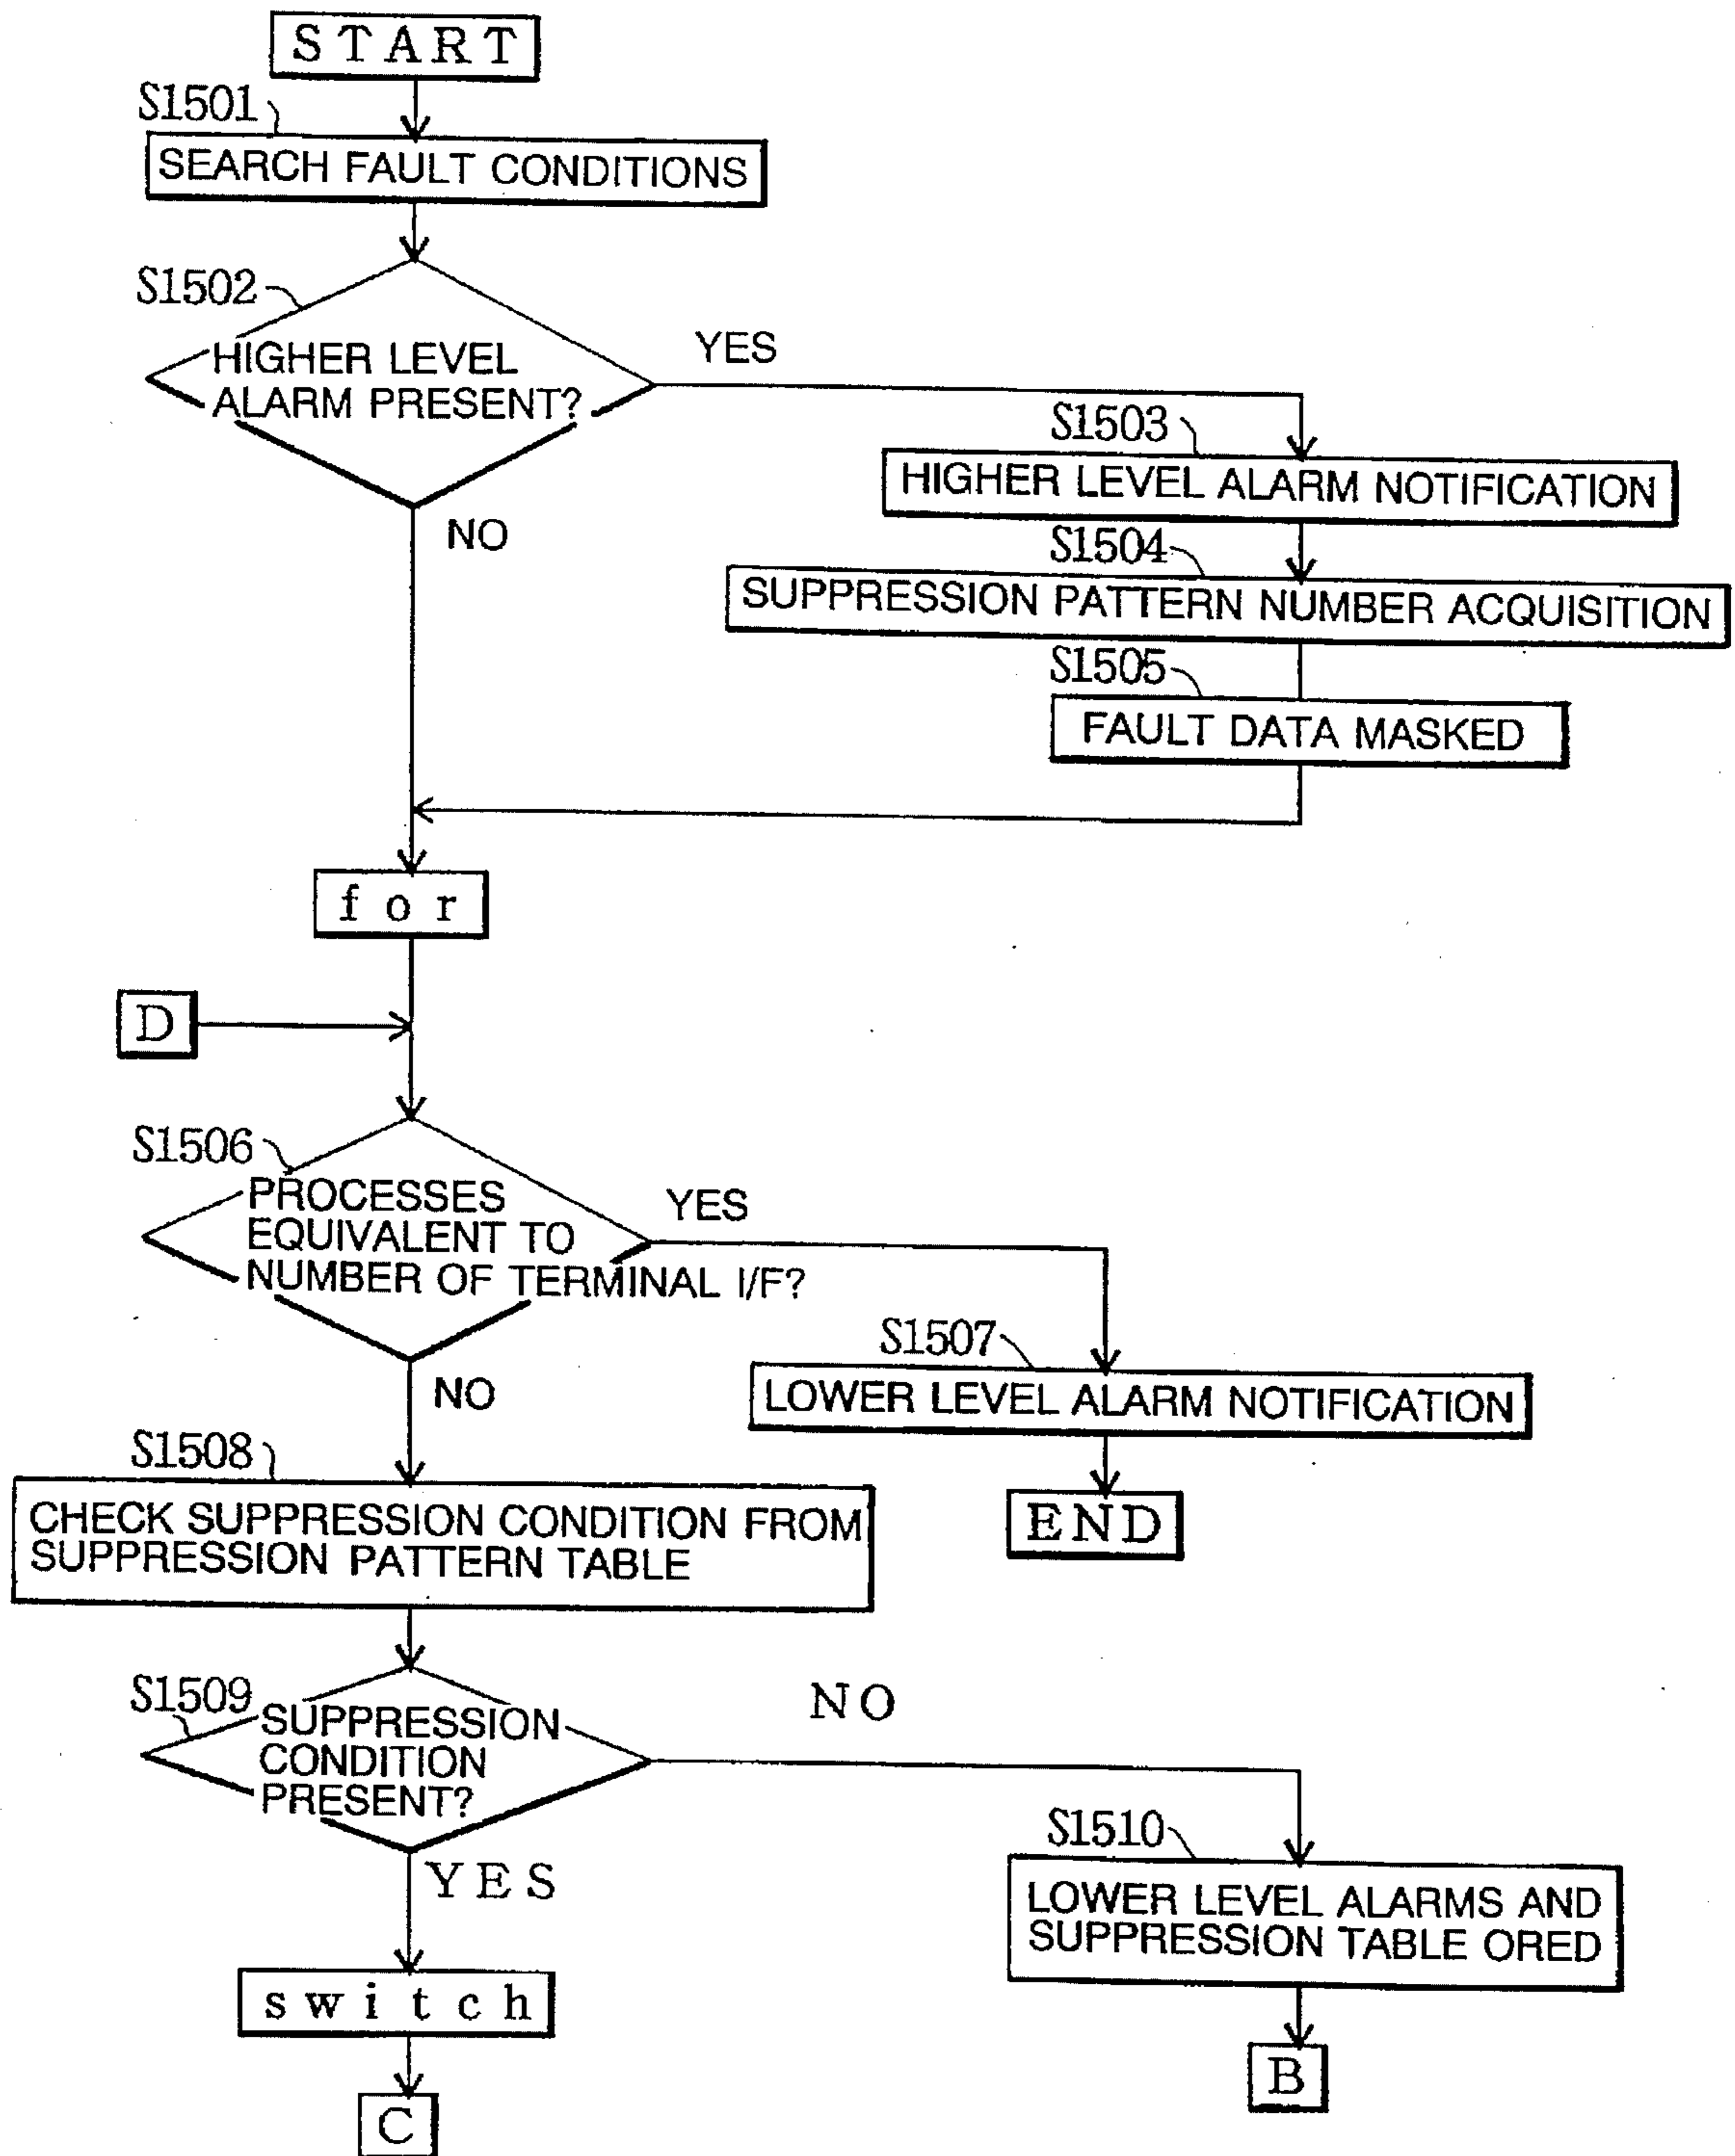 START
S1501
SEARCH FAULT CONDITIONS
S1502
HIGHER LEVEL
ALARM PRESENT?
YES
NO
S1503
HIGHER LEVEL ALARM NOTIFICATION
S1504
SUPPRESSION PATTERN NUMBER ACQUISITION
S1505
FAULT DATA MASKED
for
D
S1506
PROCESSES
EQUIVALENT TO
NUMBER OF TERMINAL I/F?
YES
NO
S1507
LOWER LEVEL ALARM NOTIFICATION
END
S1508
CHECK SUPPRESSION CONDITION FROM
SUPPRESSION PATTERN TABLE
S1509
SUPPRESSION
CONDITION
PRESENT?
NO
YES
S1510
LOWER LEVEL ALARMS AND
SUPPRESSION TABLE ORED
switch
B
C